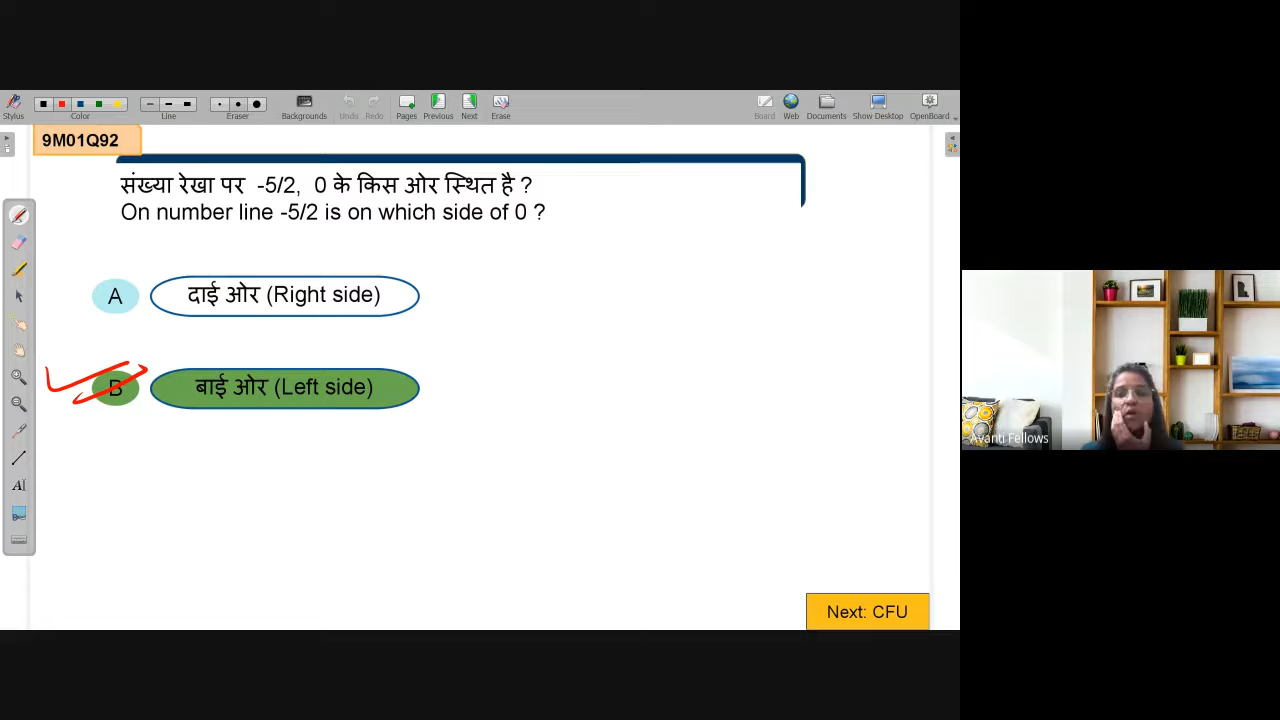 Stylus
Color
Line
Eraser
Backgrounds
Undo
Redo
Pages
Previous
Next
Erase
Board
Web
Documents
Show Desktop
OpenBoard
9M01Q92
संख्या रेखा पर -5/2, 0 के किस ओर स्थित है ?
On number line -5/2 is on which side of 0 ?
A दाई ओर (Right side)
B बाई ओर (Left side)
Avanti Fellows
Next: CFU